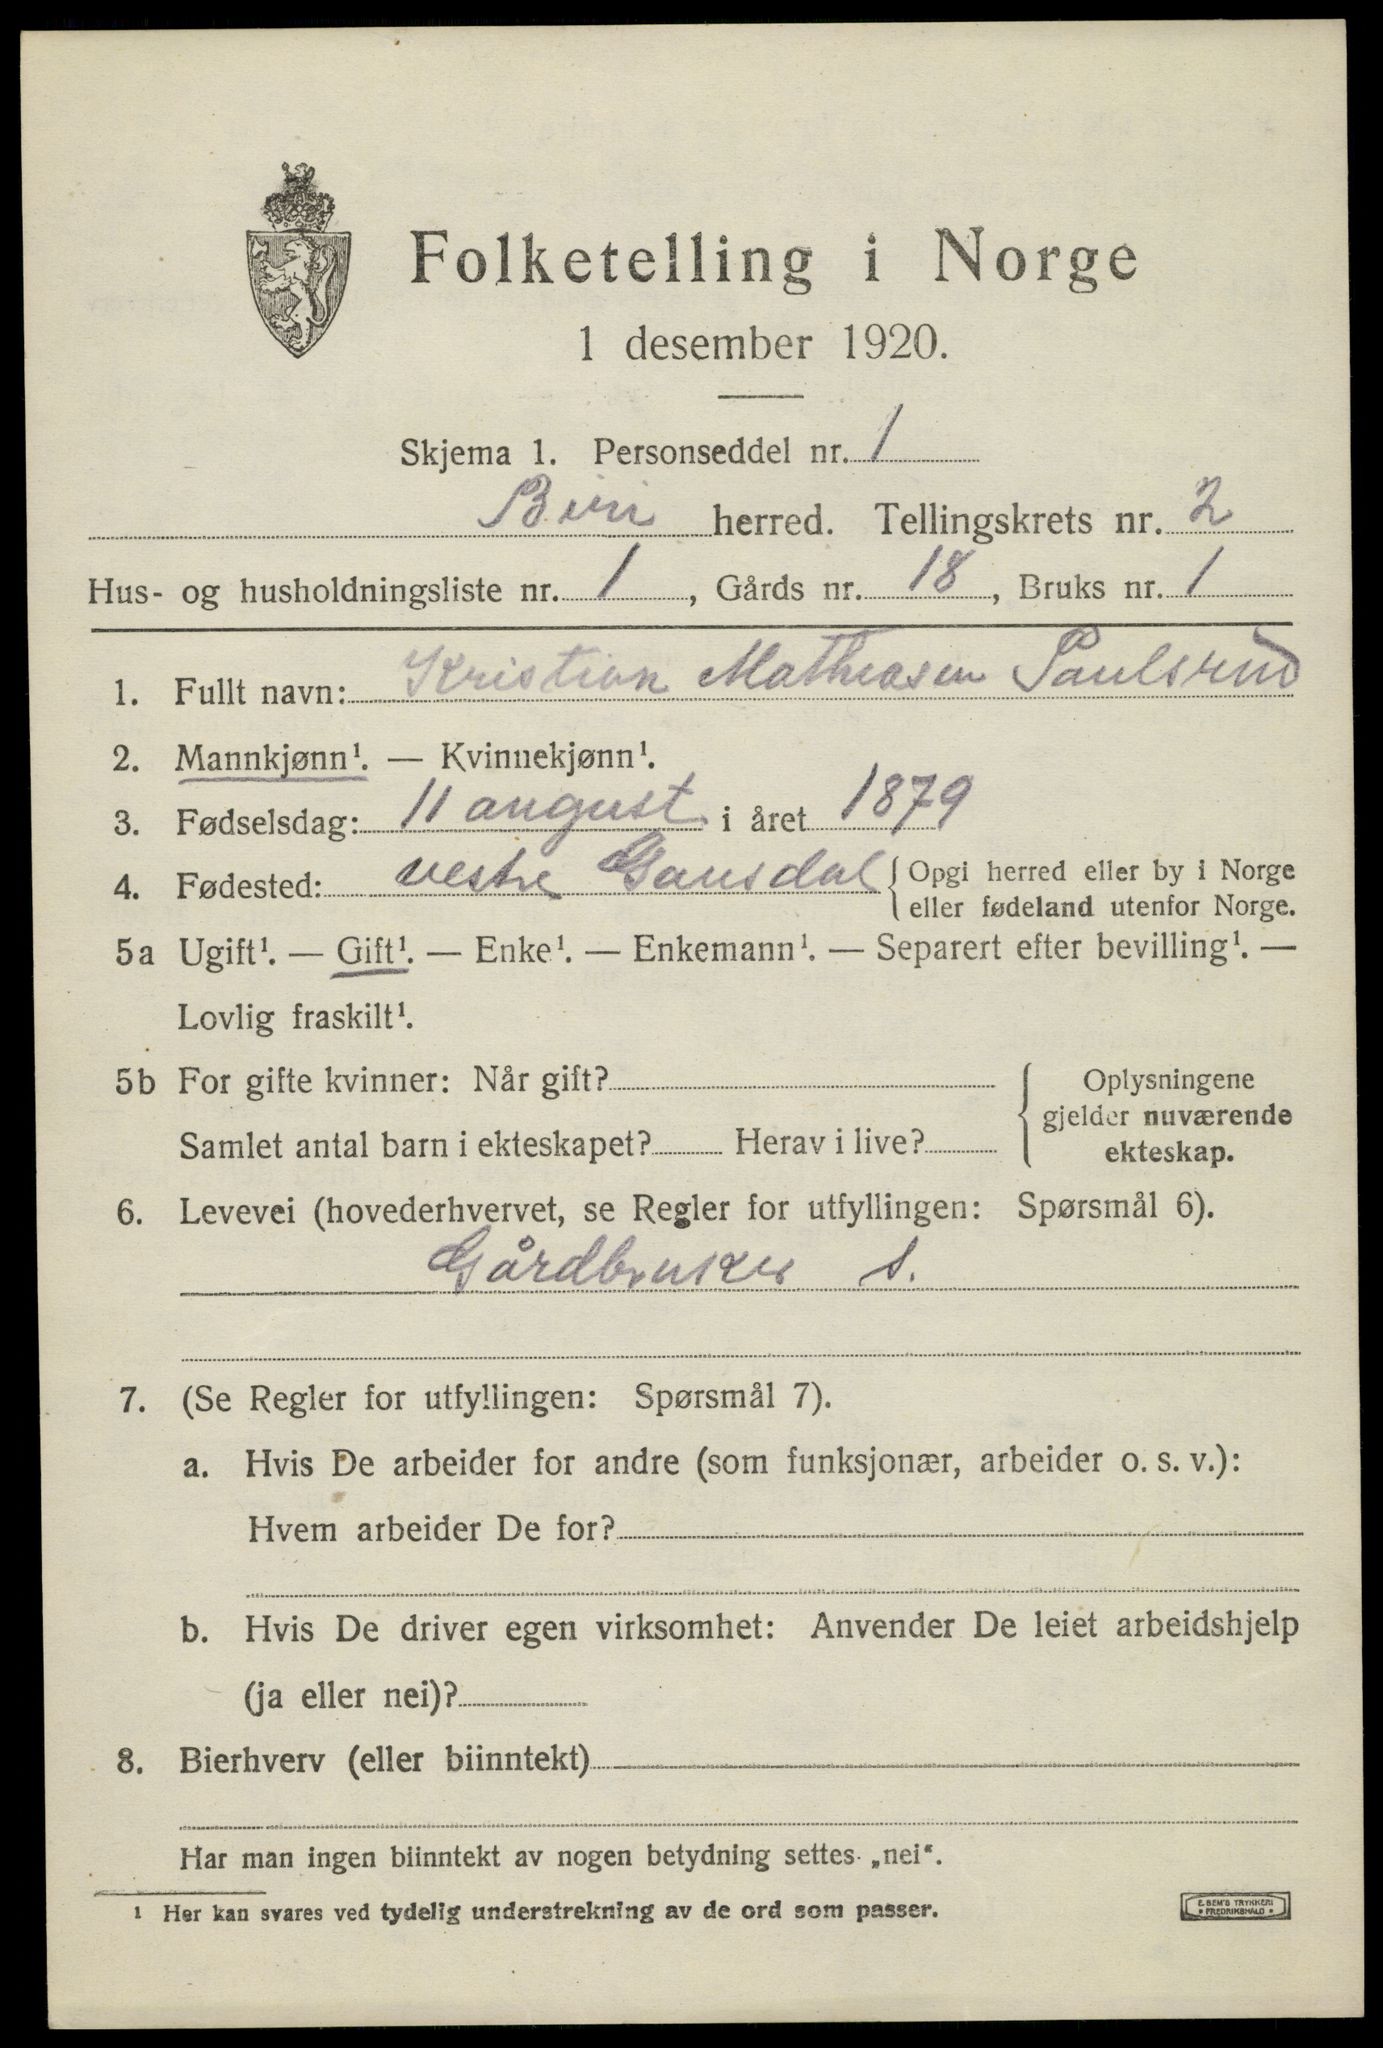 Folketelling i Norge
1 desember 1920.
Skjema 1. Personseddel nr. 1
Biri herred. Tellingskrets nr. 2
Hus- og husholdningsliste nr. 1, Gårds nr. 18, Bruks nr. 1
1. Fullt navn: Kristian Mathiasen Paulsrud
2. Mannkjønn¹. — Kvinnekjønn¹.
3. Fødselsdag: 11 august i året 1879
4. Fødested: vestre Gausdal {Opgi herred eller by i Norge
eller fødeland utenfor Norge.
5a Ugift¹. — Gift¹. — Enke¹. — Enkemann¹. — Separert efter bevilling¹. —
Lovlig fraskilt¹.
5b For gifte kvinner: Når gift?
Samlet antal barn i ekteskapet? Herav i live?
Oplysningene
gjelder nuværende
ekteskap.
6. Levevei (hovederhvervet, se Regler for utfyllingen: Spørsmål 6).
Gårdbruker s.
7. (Se Regler for utfyllingen: Spørsmål 7).
a. Hvis De arbeider for andre (som funksjonær, arbeider o. s. v.):
Hvem arbeider De for?
b. Hvis De driver egen virksomhet: Anvender De leiet arbeidshjelp
(ja eller nei)?
8. Bierhverv (eller biinntekt)
Har man ingen biinntekt av nogen betydning settes „nei“.
¹ Her kan svares ved tydelig understrekning av de ord som passer.
E. SEM'S TRYKKERI
• FREDRIKSHALD •